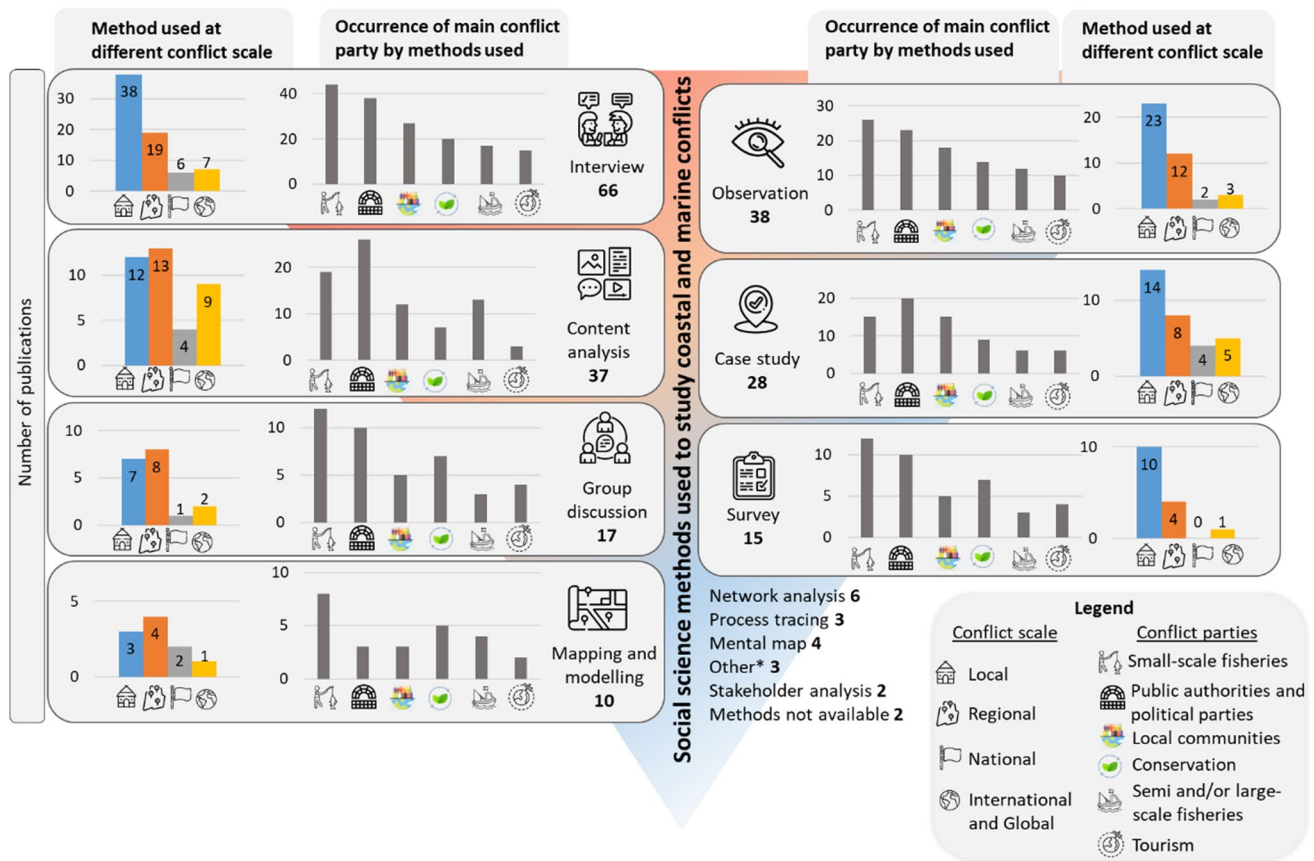 Method used at
different conflict scale
Occurrence of main conflict
party by methods used
Occurrence of main conflict
party by methods used
Method used at
different conflict scale
Number of publications
Social science methods used to study coastal and marine conflicts
30
20
10
0
38
19
6
7
40
20
0
Interview
66
10
5
0
12
13
4
9
20
10
0
Content
analysis
37
10
5
0
7
8
1
2
10
5
0
Group
discussion
17
5
0
3
4
2
1
10
5
0
Mapping and
modelling
10
Observation
38
30
20
10
0
20
10
0
23
12
2
3
Case study
28
20
10
0
10
0
14
8
4
5
Survey
15
10
5
0
10
0
10
4
0
1
Network analysis 6
Process tracing 3
Mental map 4
Other* 3
Stakeholder analysis 2
Methods not available 2
Legend
Conflict scale
Local
Regional
National
International
and Global
Conflict parties
Small-scale fisheries
Public authorities and
political parties
Local communities
Conservation
Semi and/or large-
scale fisheries
Tourism